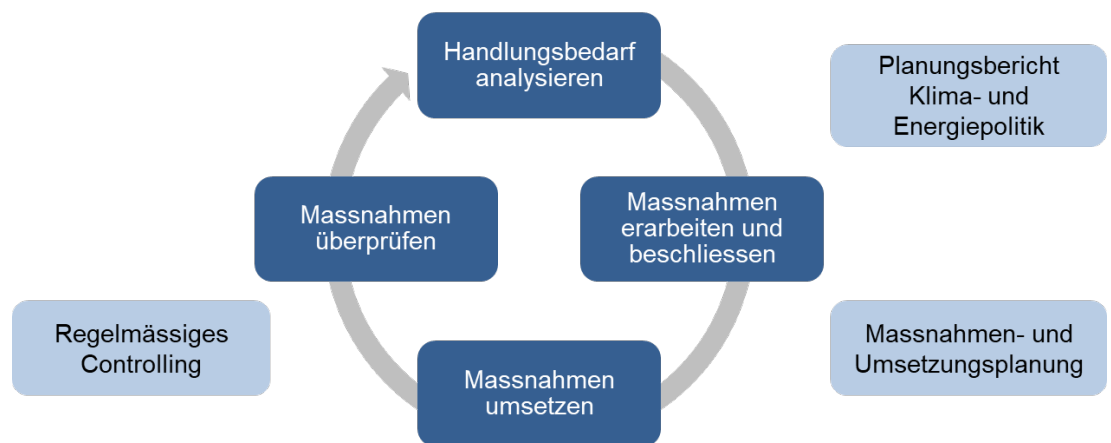 Handlungsbedarf
analysieren
Planungsbericht
Klima- und
Energiepolitik
Massnahmen
überprüfen
Massnahmen
erarbeiten und
beschliessen
Regelmässiges
Controlling
Massnahmen
umsetzen
Massnahmen- und
Umsetzungsplanung